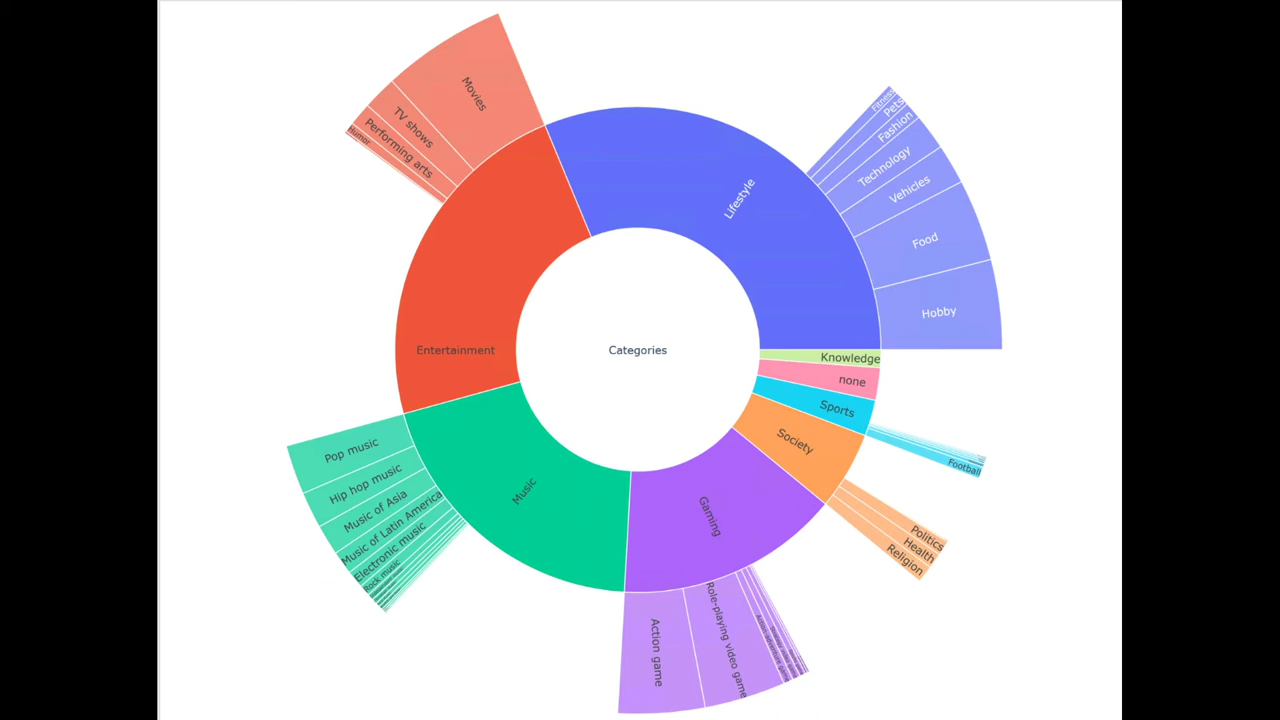 Categories
Lifestyle
Fitness
Pets
Fashion
Technology
Vehicles
Food
Hobby
Knowledge
none
Sports
Football
Society
Politics
Health
Religion
Gaming
Role-playing video game
Action game
Music
Pop music
Hip hop music
Music of Asia
Music of Latin America
Electronic music
Rock music
Entertainment
Movies
TV shows
Performing arts
Humor